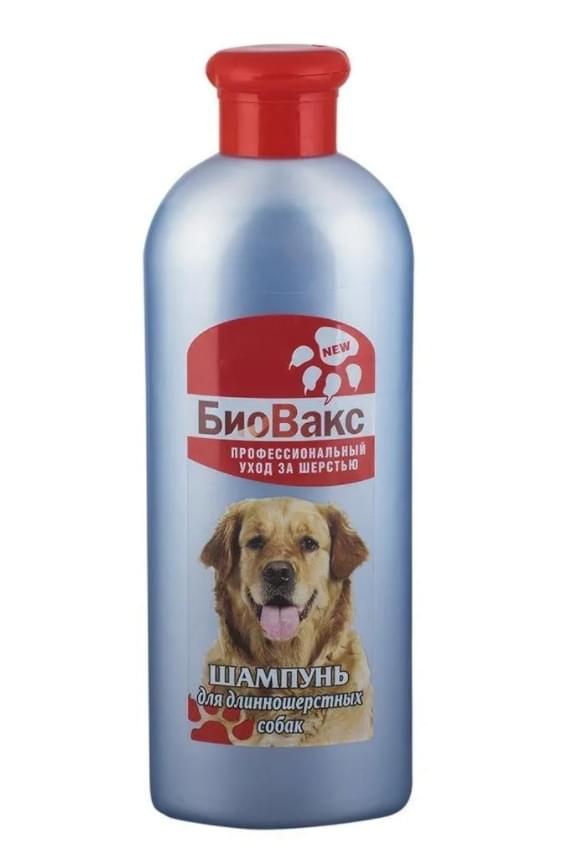 NEW
БиоВакс
ПРОФЕССИОНАЛЬНЫЙ
УХОД ЗА ШЕРСТЬЮ
ШАМПУНЬ
для длинношерстных
собак